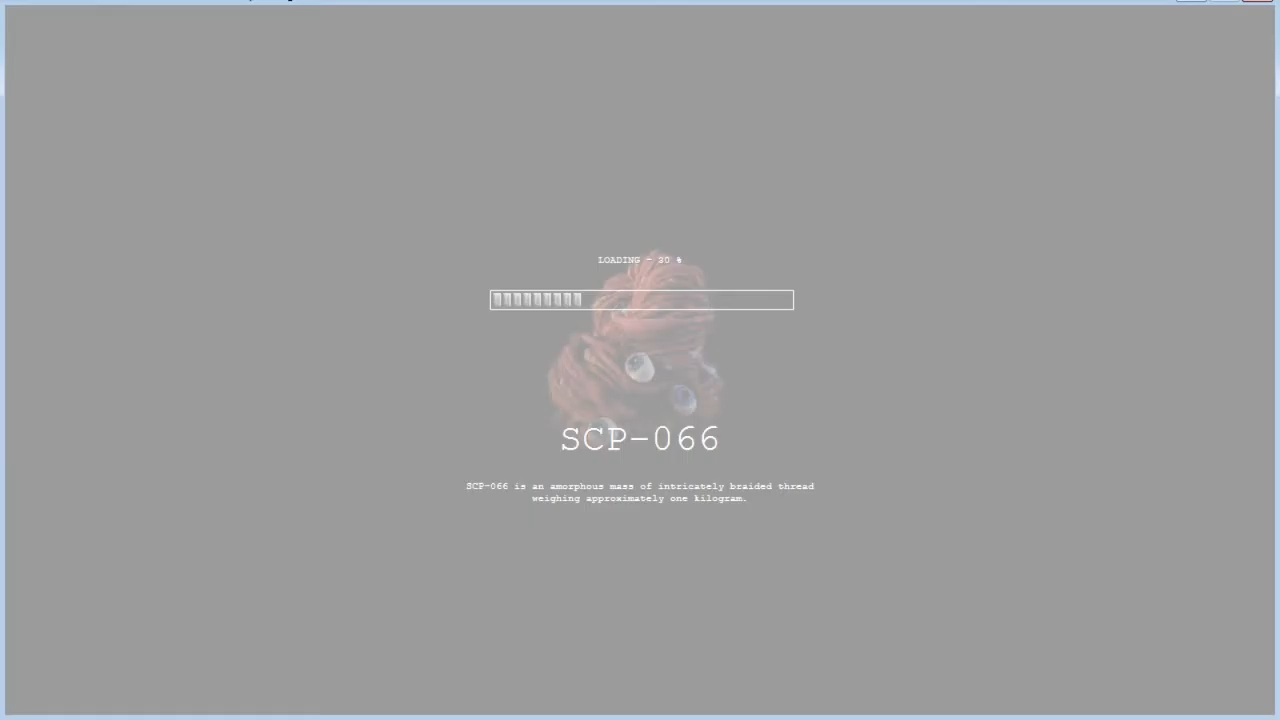 LOADING - 30 %
SCP-066
SCP-066 is an amorphous mass of intricately braided thread
weighing approximately one kilogram.